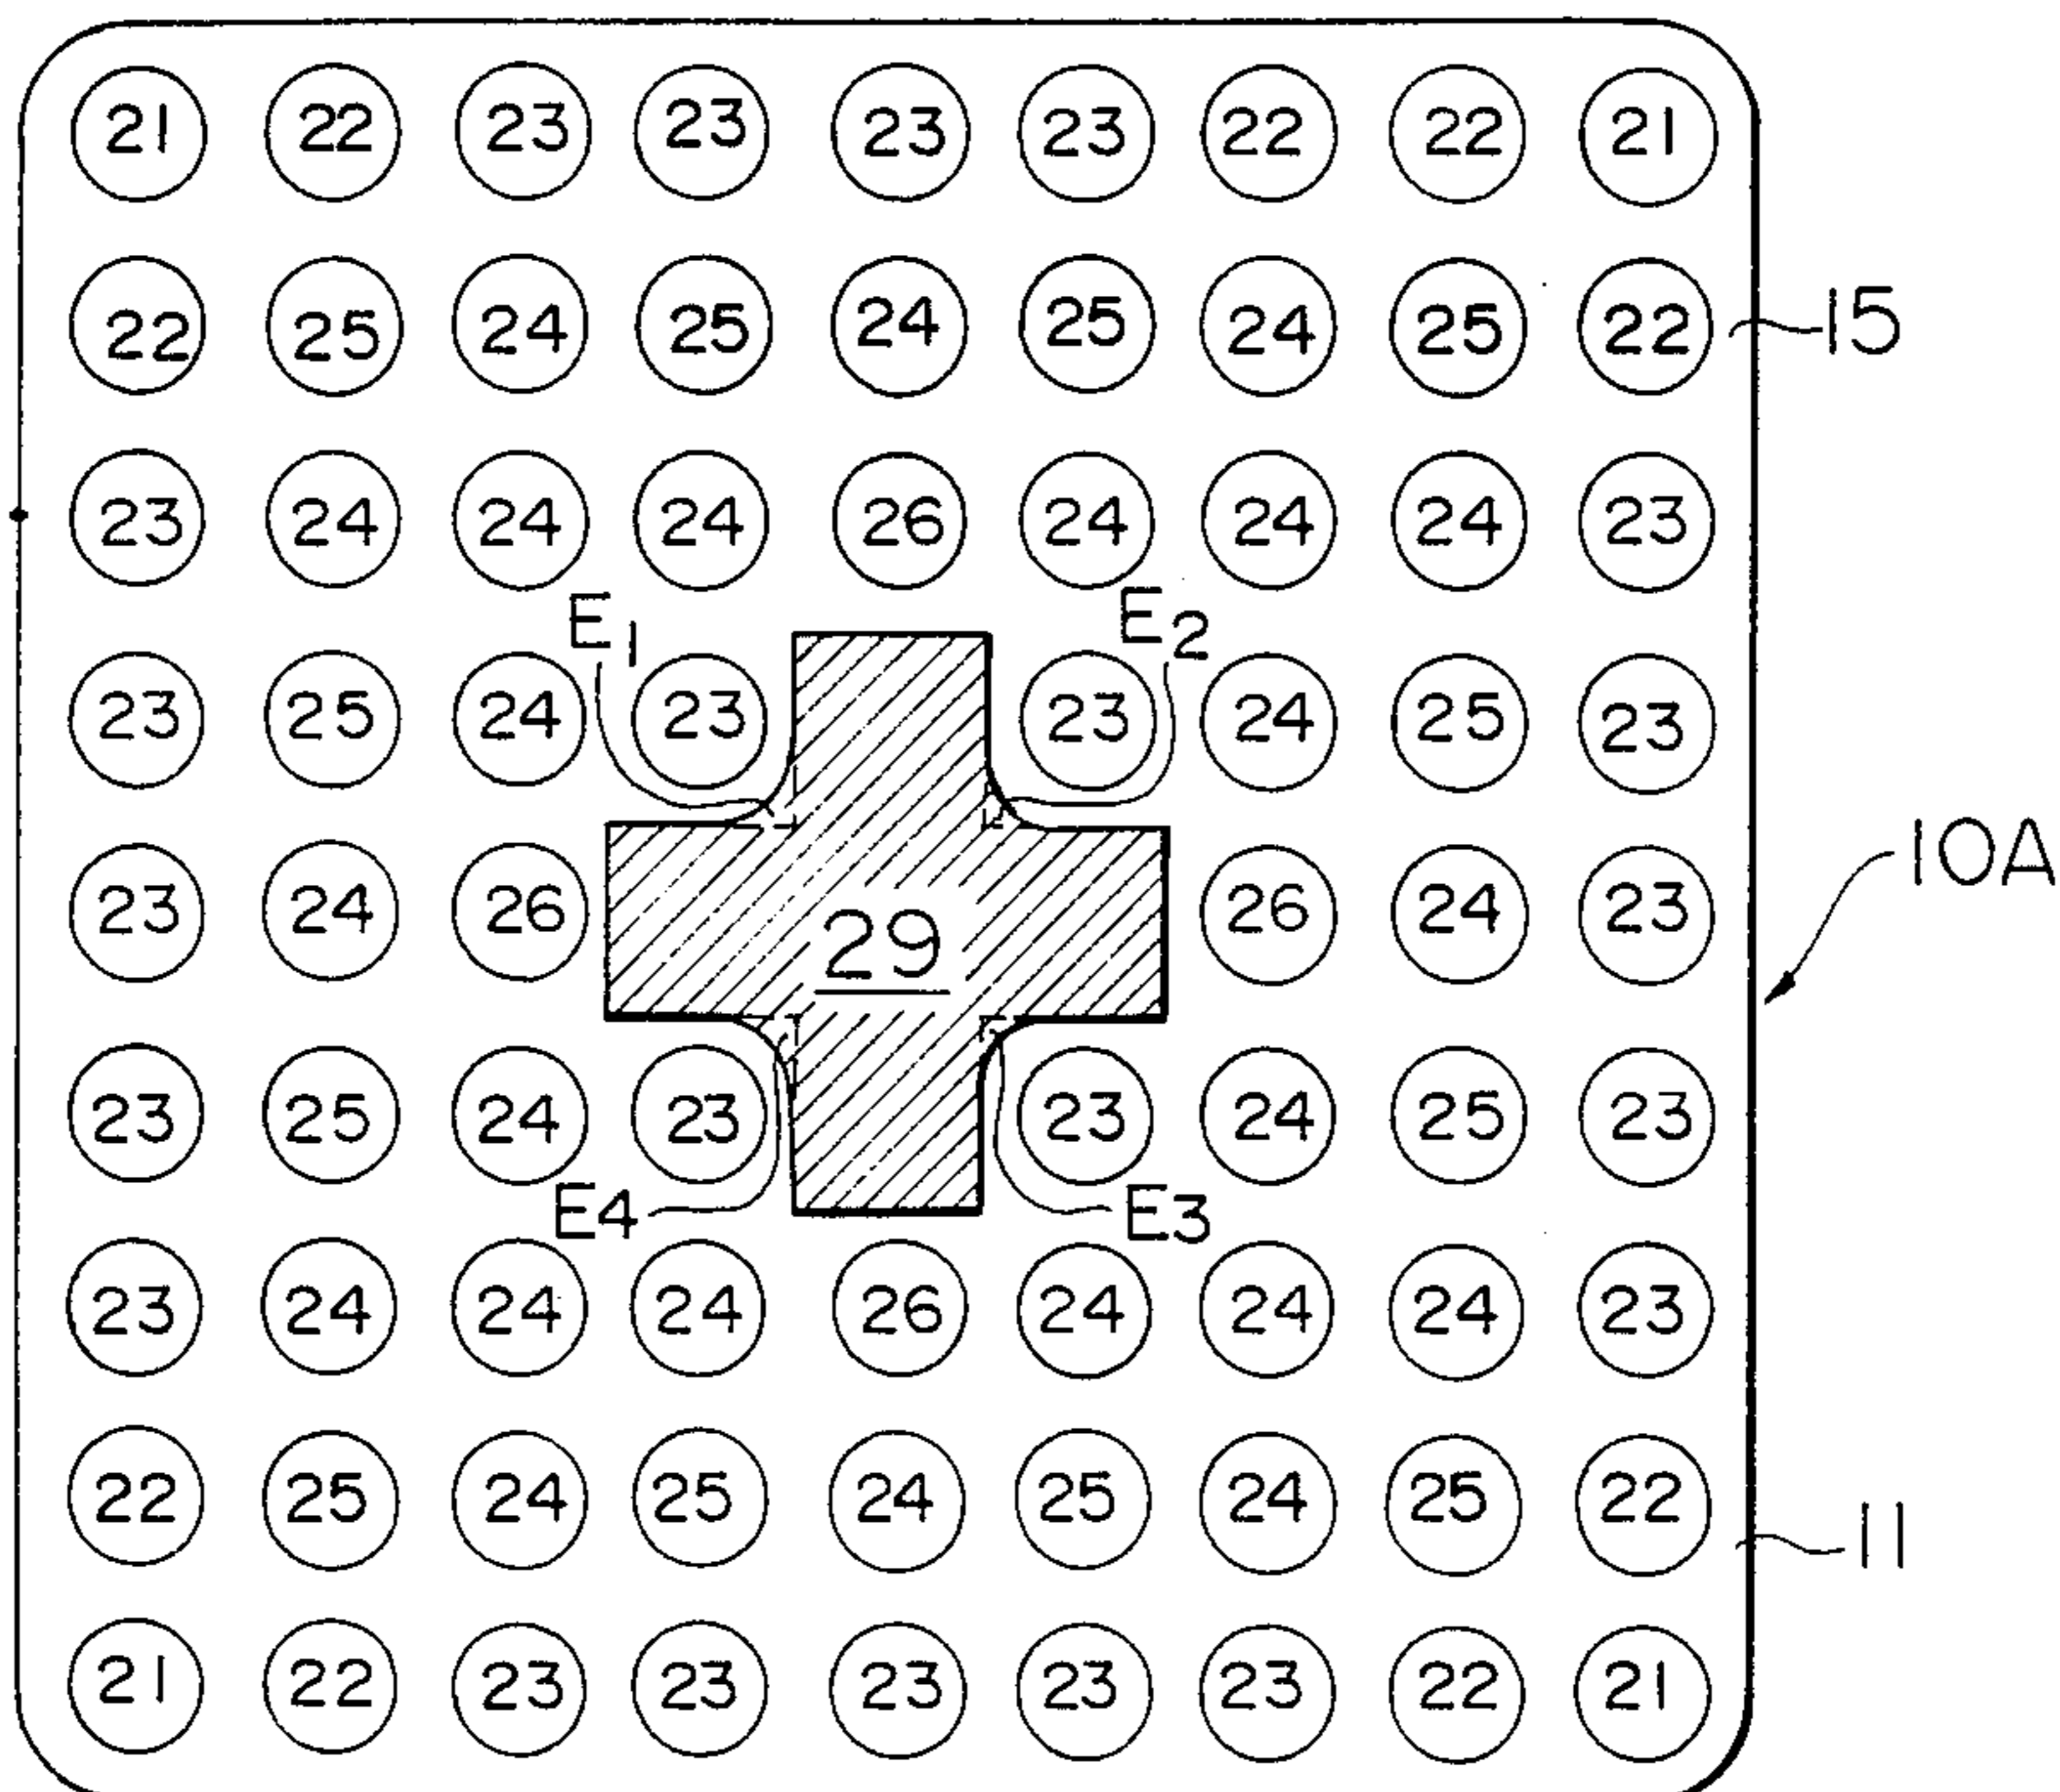 21 22 23 23 23 23 22 22 21
22 25 24 25 24 25 24 25 22 15
23 24 24 24 26 24 24 24 23
E1 E2
23 25 24 23 23 24 25 23
10A
23 24 26 29 26 24 23
23 25 24 23 23 24 25 23
E4 E3
23 24 24 24 26 24 24 24 23
22 25 24 25 24 25 24 25 22 11
21 22 23 23 23 23 23 22 21